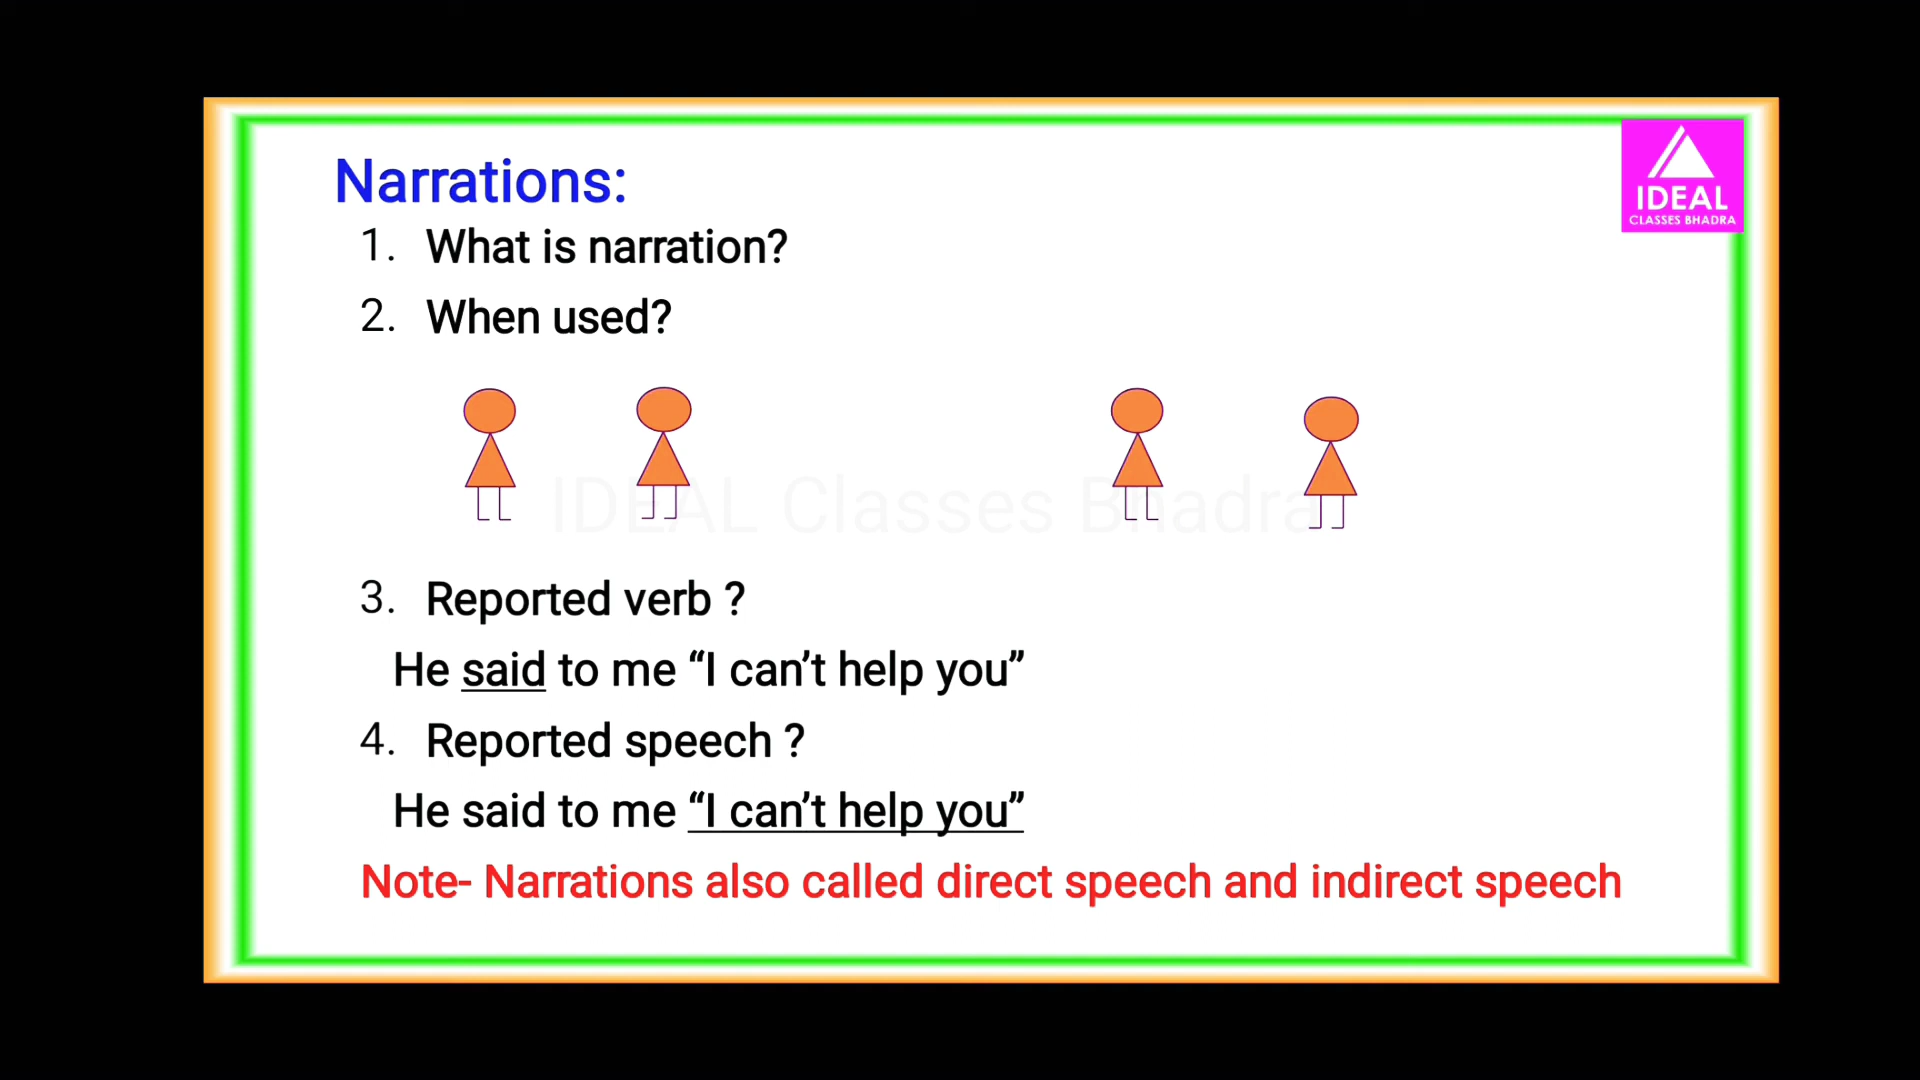 Narrations:
IDEAL
CLASSES BHADRA
1. What is narration?
2. When used?
IDEAL Classes Bhadra
3. Reported verb ?
He said to me “I can’t help you”
4. Reported speech ?
He said to me “I can’t help you”
Note- Narrations also called direct speech and indirect speech